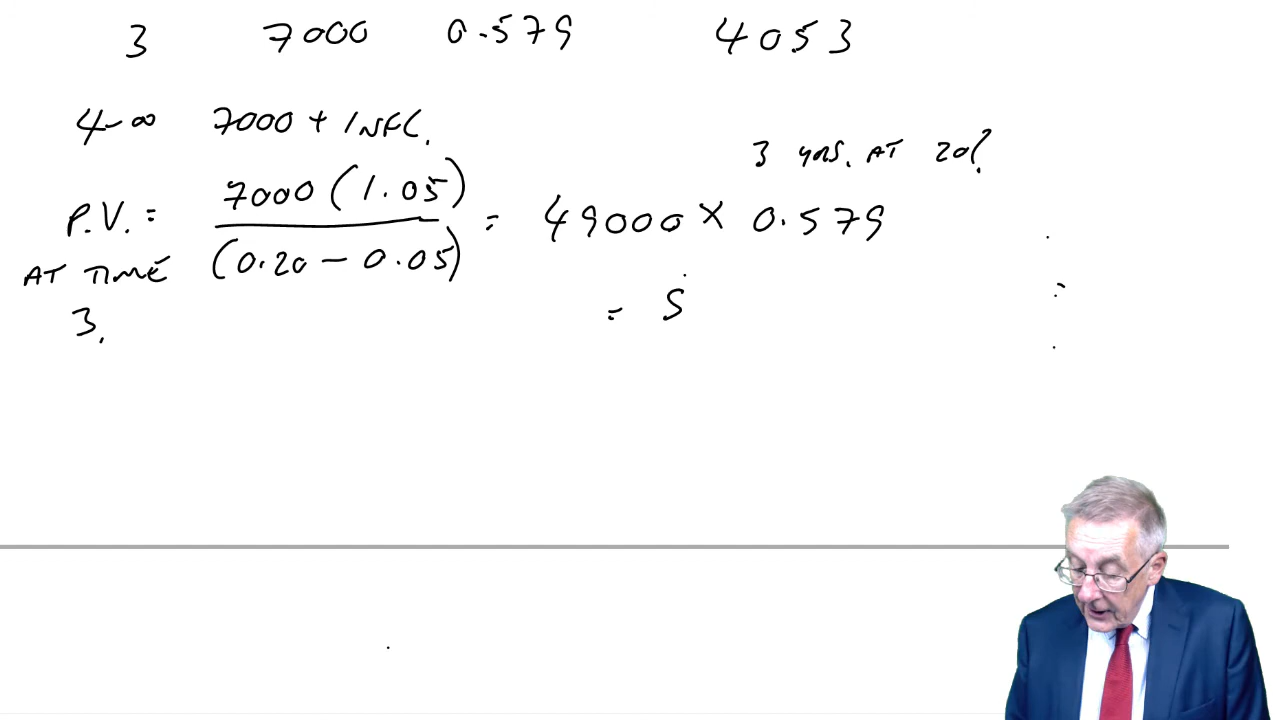 3 7000 0.579 4053
4-∞ 7000 + INFL.
3 YRS. AT 20%
P.V. = 7000 (1.05) / (0.20 - 0.05) = 49000 × 0.579
AT TIME
3.
= S
=